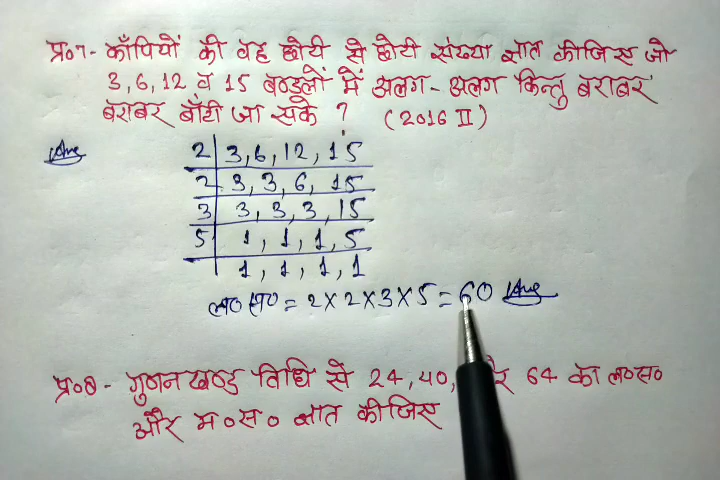 प्र०7- कॉपियों की वह छोटी से छोटी संख्या ज्ञात कीजिए जो
3,6,12 व 15 बण्डलों में अलग-अलग किन्तु बराबर
बराबर बाँटी जा सके ? (2016 II)
Ans
2 | 3, 6, 12, 15
2 | 3, 3, 6, 15
3 | 3, 3, 3, 15
5 | 1, 1, 1, 5
1, 1, 1, 1
ल० स० = 2×2×3×5 = 60 Ans
प्र०8- गुणनखण्ड विधि से 24, 40, 64 का ल०स०
और म०स० ज्ञात कीजिए